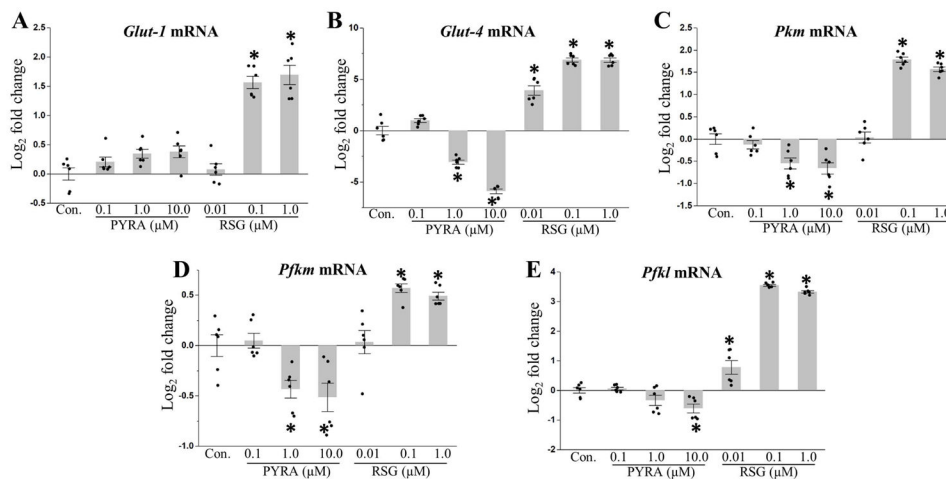 A
Glut-1 mRNA
Log2 fold change
2.5
2.0
1.5
1.0
0.5
0.0
-0.5
*
*
Con. 0.1 1.0 10.0 0.01 0.1 1.0
PYRA (µM) RSG (µM)
B
Glut-4 mRNA
Log2 fold change
10
5
0
-5
*
*
*
*
*
Con. 0.1 1.0 10.0 0.01 0.1 1.0
PYRA (µM) RSG (µM)
C
Pkm mRNA
Log2 fold change
2.5
2.0
1.5
1.0
0.5
0.0
-0.5
-1.0
-1.5
*
*
*
*
Con. 0.1 1.0 10.0 0.01 0.1 1.0
PYRA (µM) RSG (µM)
D
Pfkm mRNA
Log2 fold change
0.5
0.0
-0.5
-1.0
*
*
*
*
Con. 0.1 1.0 10.0 0.01 0.1 1.0
PYRA (µM) RSG (µM)
E
Pfkl mRNA
Log2 fold change
4
3
2
1
0
-1
-2
*
*
*
*
Con. 0.1 1.0 10.0 0.01 0.1 1.0
PYRA (µM) RSG (µM)